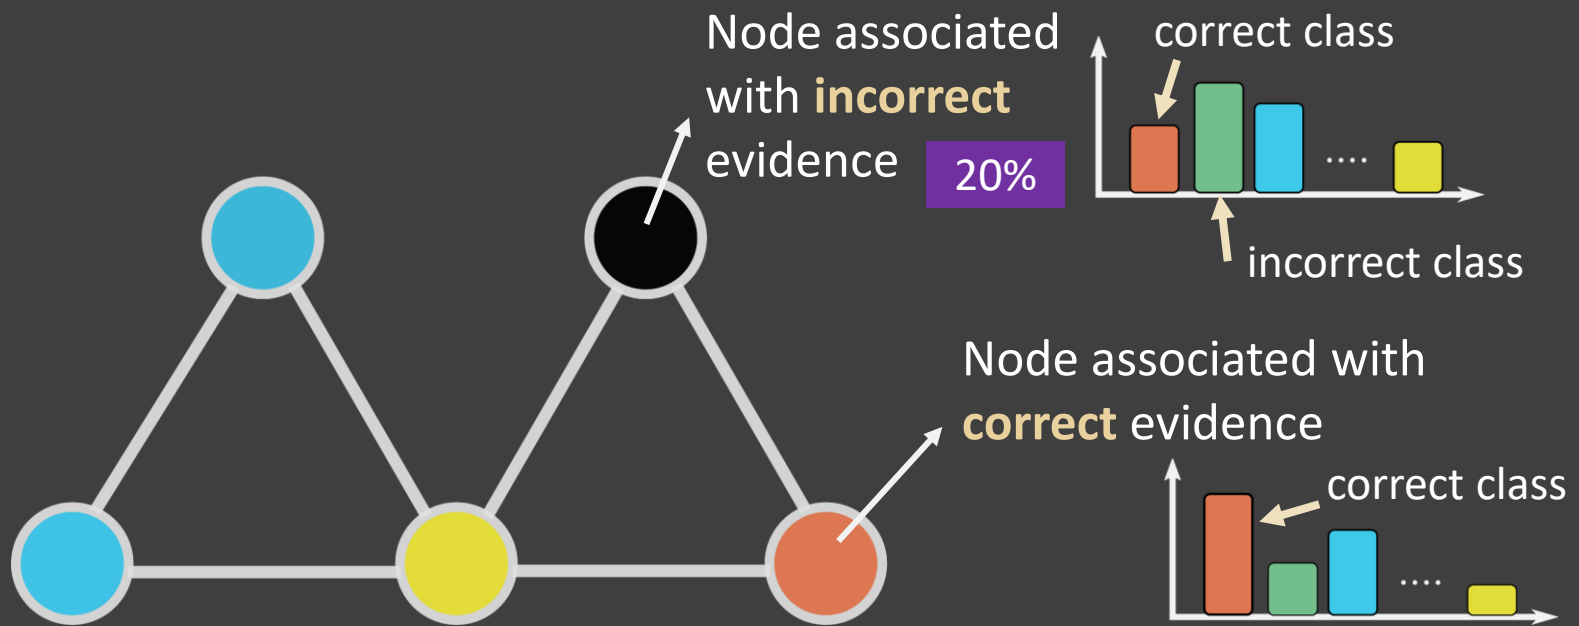 Node associated
with incorrect
evidence
20%
correct class
....
incorrect class
Node associated with
correct evidence
correct class
....